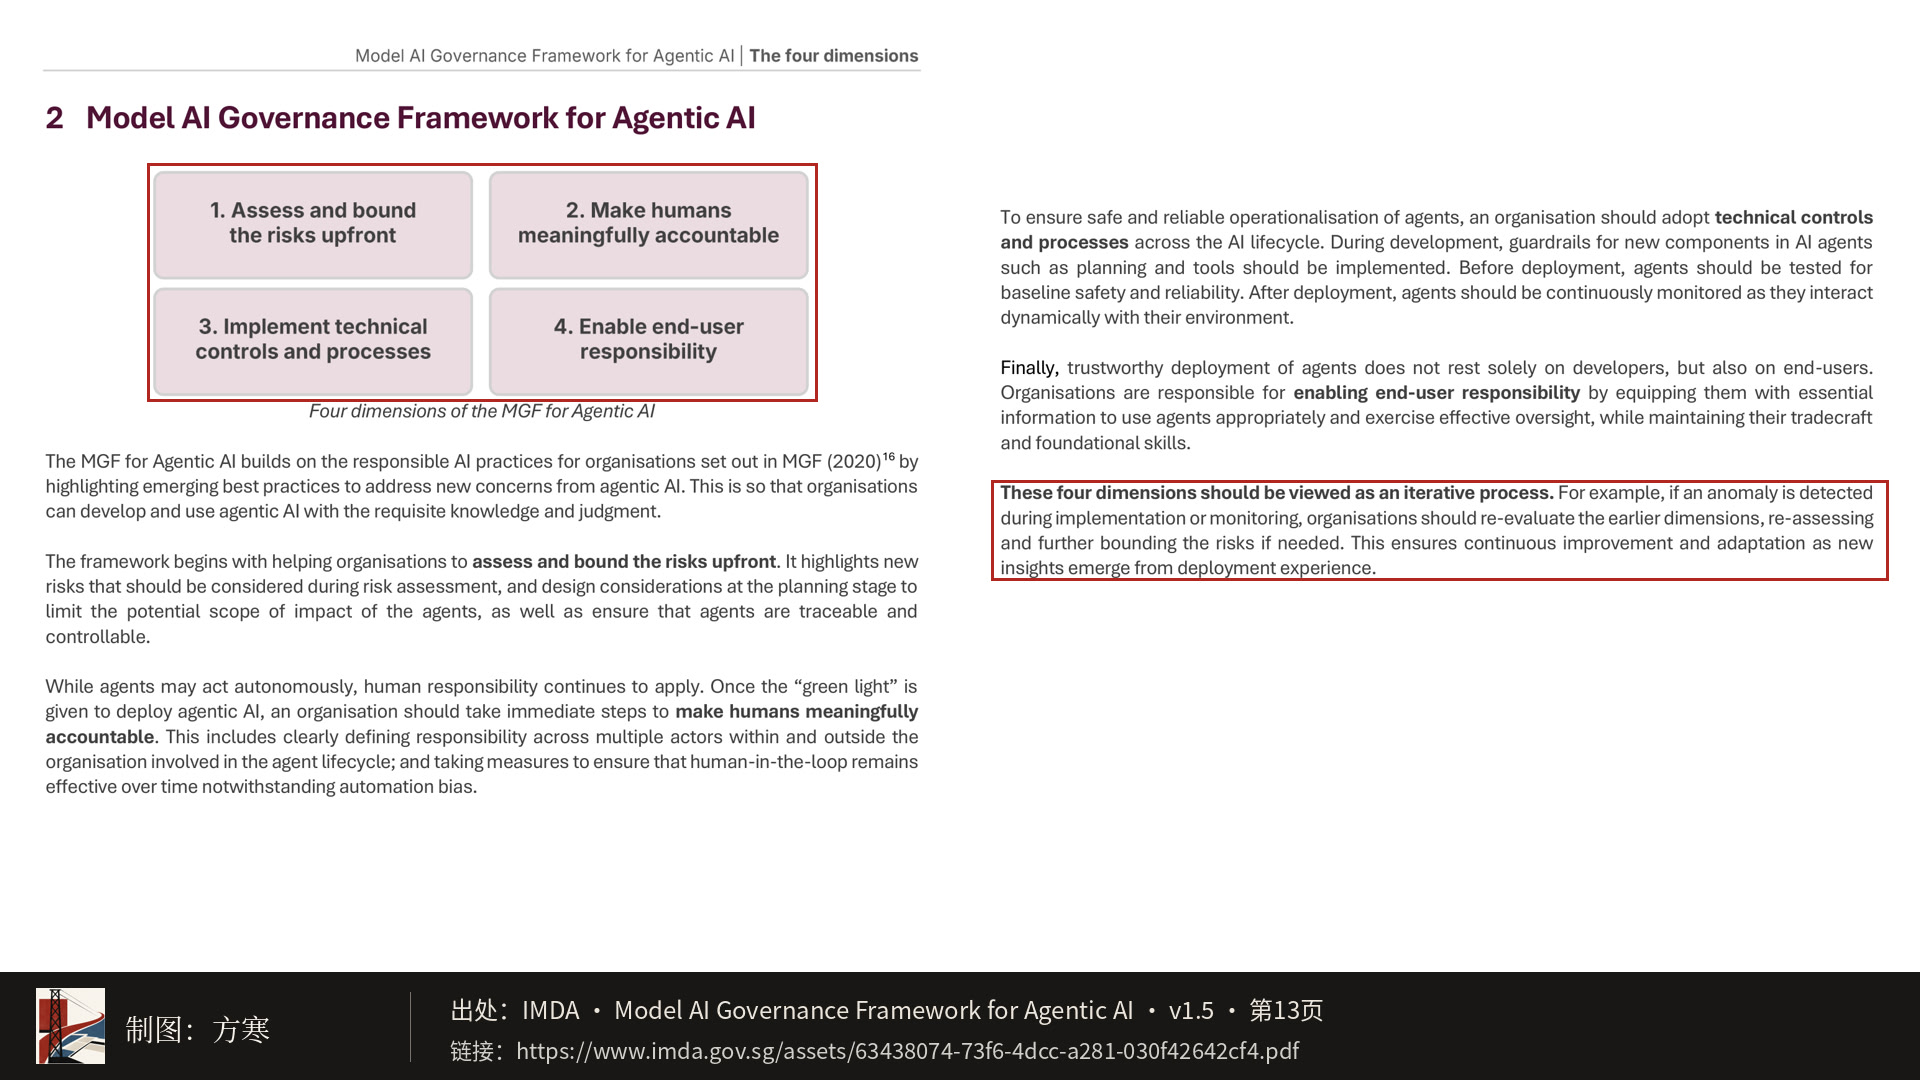 Model AI Governance Framework for Agentic AI | The four dimensions
2 Model AI Governance Framework for Agentic AI
1. Assess and bound
the risks upfront
2. Make humans
meaningfully accountable
3. Implement technical
controls and processes
4. Enable end-user
responsibility
Four dimensions of the MGF for Agentic AI
The MGF for Agentic AI builds on the responsible AI practices for organisations set out in MGF (2020)¹⁶ by
highlighting emerging best practices to address new concerns from agentic AI. This is so that organisations
can develop and use agentic AI with the requisite knowledge and judgment.
The framework begins with helping organisations to assess and bound the risks upfront. It highlights new
risks that should be considered during risk assessment, and design considerations at the planning stage to
limit the potential scope of impact of the agents, as well as ensure that agents are traceable and
controllable.
While agents may act autonomously, human responsibility continues to apply. Once the “green light” is
given to deploy agentic AI, an organisation should take immediate steps to make humans meaningfully
accountable. This includes clearly defining responsibility across multiple actors within and outside the
organisation involved in the agent lifecycle; and taking measures to ensure that human-in-the-loop remains
effective over time notwithstanding automation bias.
To ensure safe and reliable operationalisation of agents, an organisation should adopt technical controls
and processes across the AI lifecycle. During development, guardrails for new components in AI agents
such as planning and tools should be implemented. Before deployment, agents should be tested for
baseline safety and reliability. After deployment, agents should be continuously monitored as they interact
dynamically with their environment.
Finally, trustworthy deployment of agents does not rest solely on developers, but also on end-users.
Organisations are responsible for enabling end-user responsibility by equipping them with essential
information to use agents appropriately and exercise effective oversight, while maintaining their tradecraft
and foundational skills.
These four dimensions should be viewed as an iterative process. For example, if an anomaly is detected
during implementation or monitoring, organisations should re-evaluate the earlier dimensions, re-assessing
and further bounding the risks if needed. This ensures continuous improvement and adaptation as new
insights emerge from deployment experience.
制图：方寒
出处：IMDA • Model AI Governance Framework for Agentic AI • v1.5 • 第13页
链接：https://www.imda.gov.sg/assets/63438074-73f6-4dcc-a281-030f42642cf4.pdf